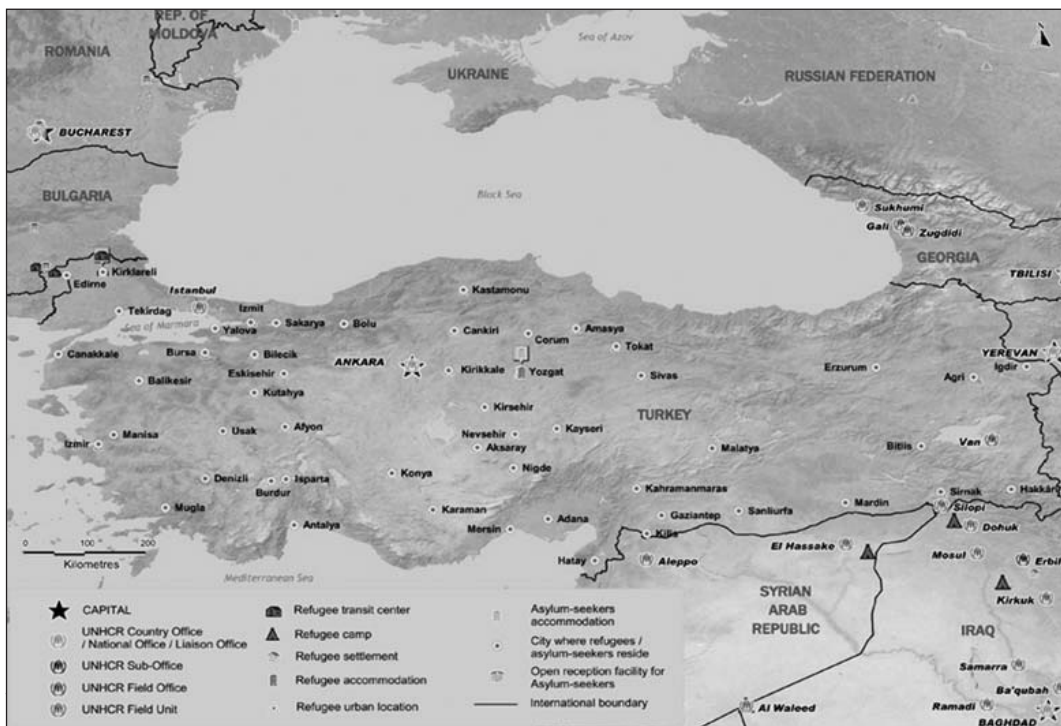 REP. OF
MOLDOVA
ROMANIA
Sea of Azov
UKRAINE
RUSSIAN FEDERATION
BUCHAREST
BULGARIA
Black Sea
Sukhumi
Gali
Zugdidi
GEORGIA
TBILISI
Kirklareli
Edirne
Istanbul
Kastamonu
Tekirdag
Izmit
Sea of Marmara
Yalova
Sakarya
Bolu
Cankiri
Corum
Amasya
Tokat
Canakkale
Bursa
Bilecik
ANKARA
Kirikkale
Yozgat
Sivas
Erzurum
YEREVAN
Igdir
Agri
Balikesir
Eskisehir
Kutahya
Kirsehir
TURKEY
Izmir
Manisa
Usak
Afyon
Nevsehir
Kayseri
Aksaray
Malatya
Bitlis
Van
Denizli
Burdur
Isparta
Konya
Nigde
Kahramanmaras
Mardin
Sirnak
Hakkari
Silopi
Mugla
Antalya
Karaman
Mersin
Adana
Gaziantep
Sanliurfa
Kilis
Dohuk
Hatay
Aleppo
El Hassake
Mosul
Erbil
0 50 100 200
Kilometres
Mediterranean Sea
SYRIAN
ARAB
REPUBLIC
Kirkuk
IRAQ
Samarra
Ba'qubah
Ramadi
Al Waleed
BAGHDAD
CAPITAL
UNHCR Country Office
/ National Office / Liaison Office
UNHCR Sub-Office
UNHCR Field Office
UNHCR Field Unit
Refugee transit center
Refugee camp
Refugee settlement
Refugee accommodation
Refugee urban location
Asylum-seekers
accommodation
City where refugees /
asylum-seekers reside
Open reception facility for
Asylum-seekers
International boundary